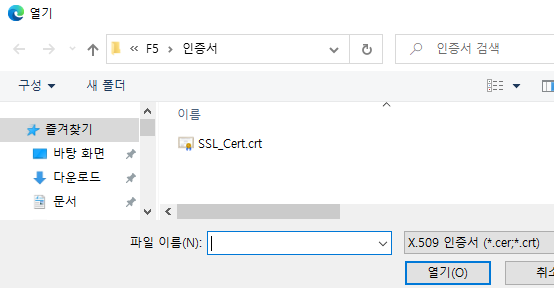 열기
« F5 › 인증서
인증서 검색
구성
새 폴더
이름
즐겨찾기
바탕 화면
다운로드
문서
SSL_Cert.crt
파일 이름(N):
X.509 인증서 (*.cer;*.crt)
열기(O)
취소